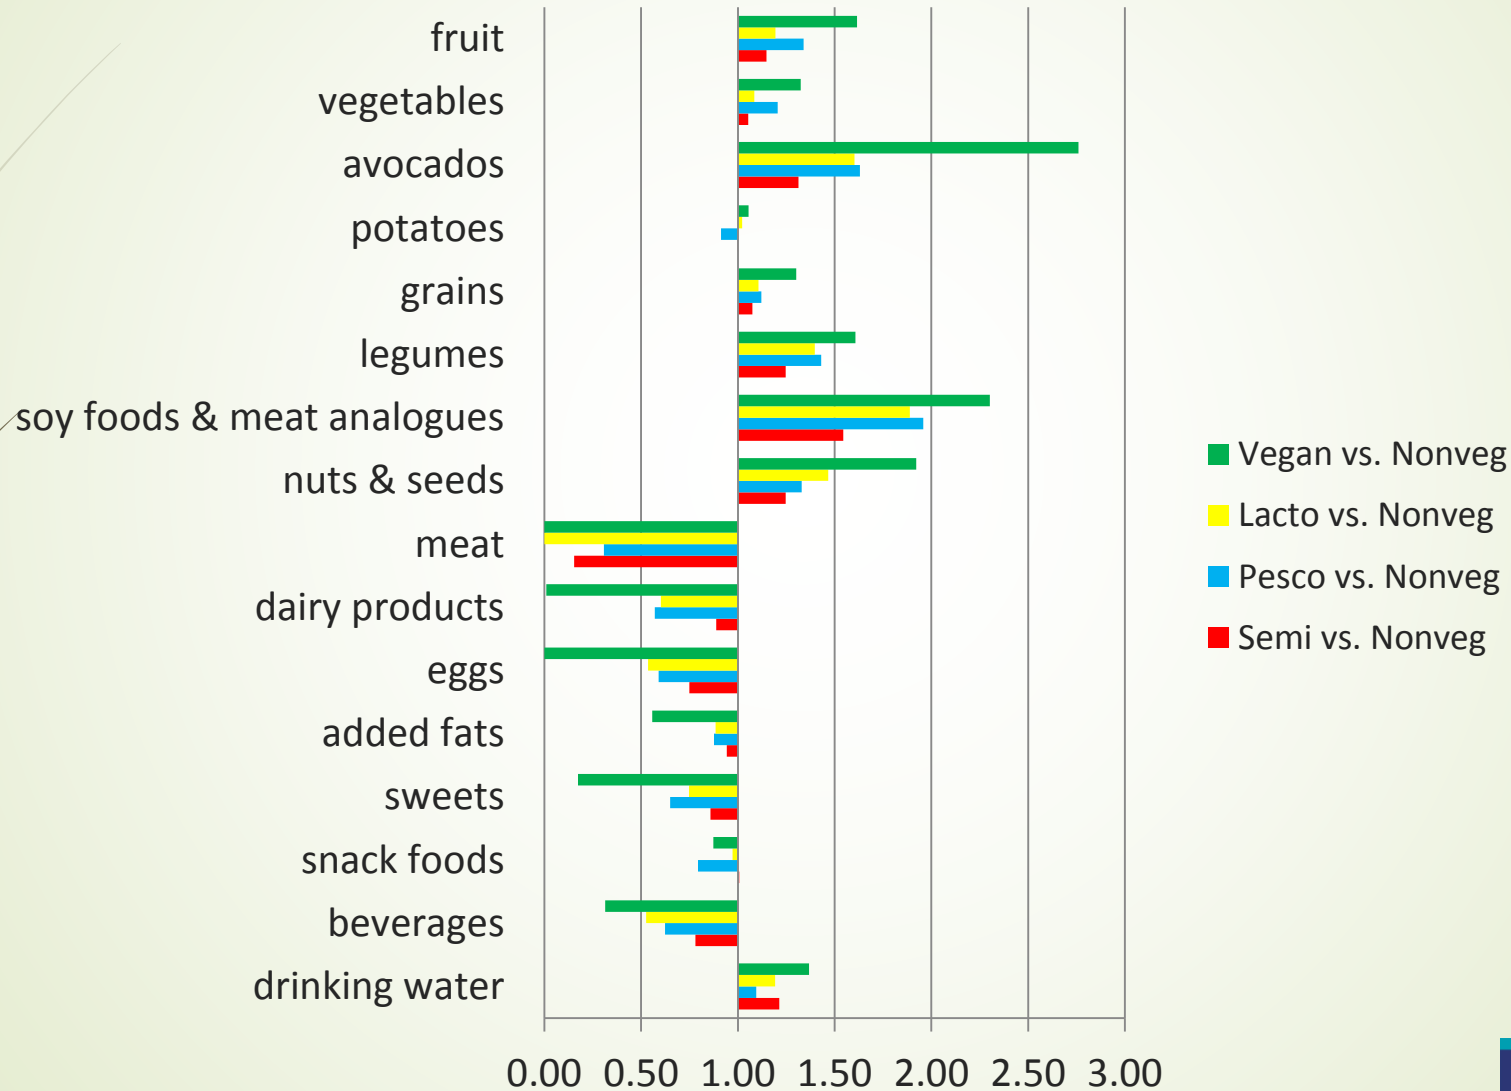 fruit
vegetables
avocados
potatoes
grains
legumes
soy foods & meat analogues
nuts & seeds
meat
dairy products
eggs
added fats
sweets
snack foods
beverages
drinking water
0.00 0.50 1.00 1.50 2.00 2.50 3.00
Vegan vs. Nonveg
Lacto vs. Nonveg
Pesco vs. Nonveg
Semi vs. Nonveg